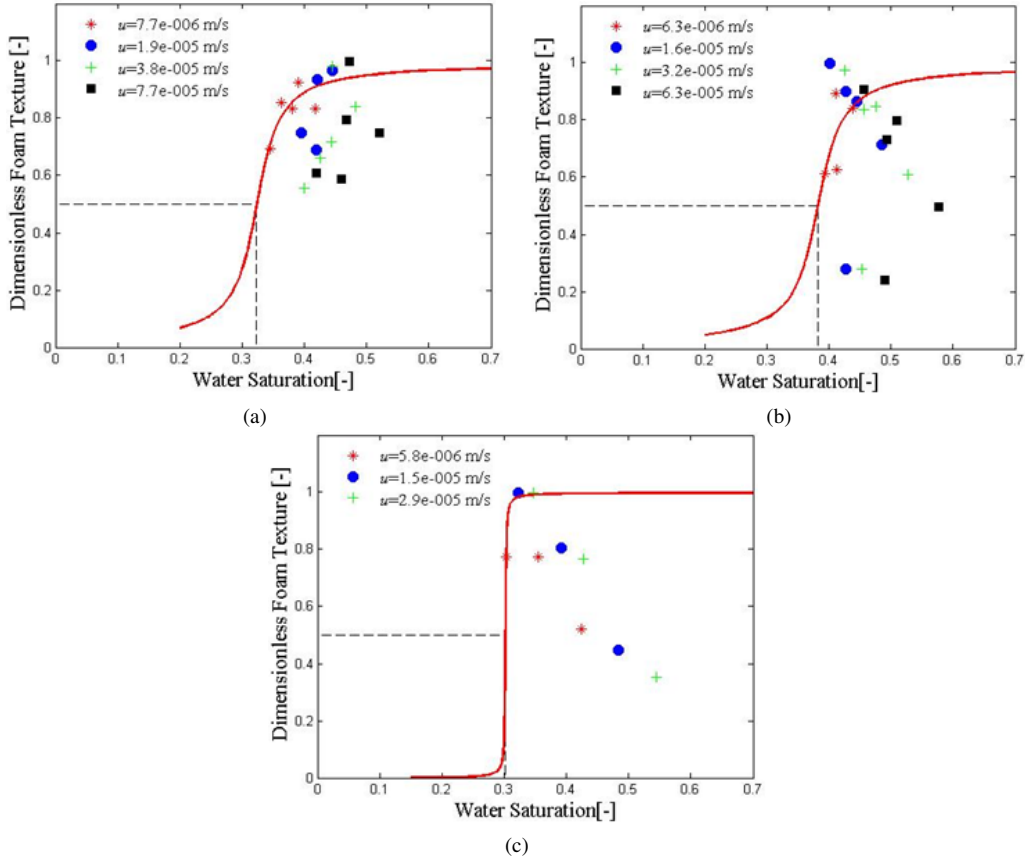 u=7.7e-006 m/s
u=1.9e-005 m/s
u=3.8e-005 m/s
u=7.7e-005 m/s
Dimensionless Foam Texture [-]
1
0.8
0.6
0.4
0.2
0
0 0.1 0.2 0.3 0.4 0.5 0.6 0.7
Water Saturation[-]
(a)
u=6.3e-006 m/s
u=1.6e-005 m/s
u=3.2e-005 m/s
u=6.3e-005 m/s
Dimensionless Foam Texture [-]
1
0.8
0.6
0.4
0.2
0
0 0.1 0.2 0.3 0.4 0.5 0.6 0.7
Water Saturation[-]
(b)
u=5.8e-006 m/s
u=1.5e-005 m/s
u=2.9e-005 m/s
Dimensionless Foam Texture [-]
1
0.8
0.6
0.4
0.2
0
0 0.1 0.2 0.3 0.4 0.5 0.6 0.7
Water Saturation[-]
(c)